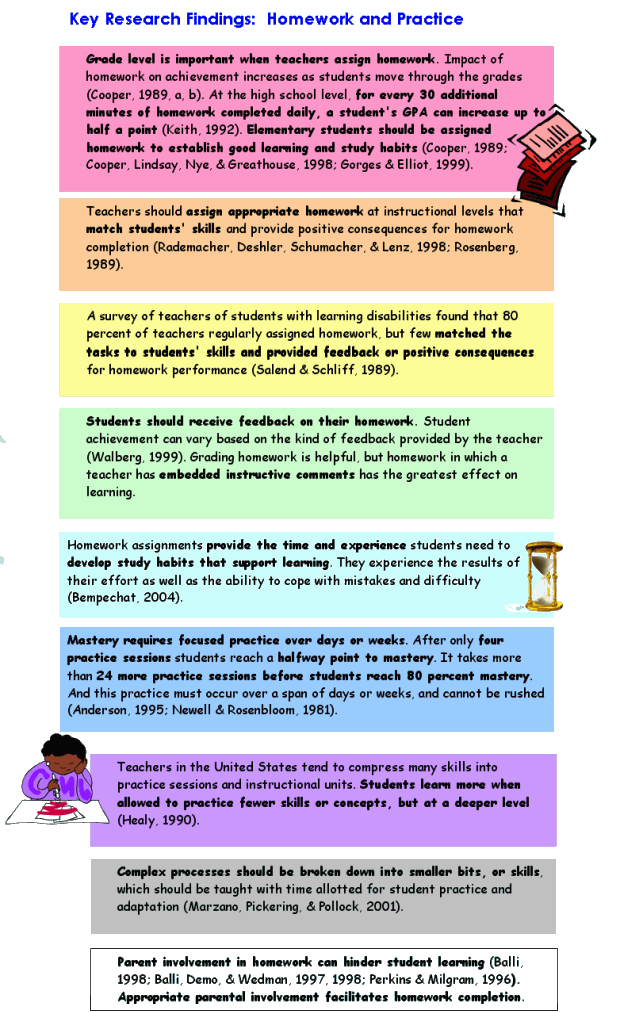 Key Research Findings:  Homework and Practice
Grade level is important when teachers assign homework. Impact of
homework on achievement increases as students move through the grades
(Cooper, 1989, a, b). At the high school level, for every 30 additional
minutes of homework completed daily, a student's GPA can increase up to
half a point (Keith, 1992). Elementary students should be assigned
homework to establish good learning and study habits (Cooper, 1989;
Cooper, Lindsay, Nye, & Greathouse, 1998; Gorges & Elliot, 1999).
Teachers should assign appropriate homework at instructional levels that
match students' skills and provide positive consequences for homework
completion (Rademacher, Deshler, Schumacher, & Lenz, 1998; Rosenberg,
1989).
A survey of teachers of students with learning disabilities found that 80
percent of teachers regularly assigned homework, but few matched the
tasks to students' skills and provided feedback or positive consequences
for homework performance (Salend & Schliff, 1989).
Students should receive feedback on their homework. Student
achievement can vary based on the kind of feedback provided by the teacher
(Walberg, 1999). Grading homework is helpful, but homework in which a
teacher has embedded instructive comments has the greatest effect on
learning.
Homework assignments provide the time and experience students need to
develop study habits that support learning. They experience the results of
their effort as well as the ability to cope with mistakes and difficulty
(Bempechat, 2004).
Mastery requires focused practice over days or weeks. After only four
practice sessions students reach a halfway point to mastery. It takes more
than 24 more practice sessions before students reach 80 percent mastery.
And this practice must occur over a span of days or weeks, and cannot be rushed
(Anderson, 1995; Newell & Rosenbloom, 1981).
Teachers in the United States tend to compress many skills into
practice sessions and instructional units. Students learn more when
allowed to practice fewer skills or concepts, but at a deeper level
(Healy, 1990).
Complex processes should be broken down into smaller bits, or skills,
which should be taught with time allotted for student practice and
adaptation (Marzano, Pickering, & Pollock, 2001).
Parent involvement in homework can hinder student learning (Balli,
1998; Balli, Demo, & Wedman, 1997, 1998; Perkins & Milgram, 1996).
Appropriate parental involvement facilitates homework completion.